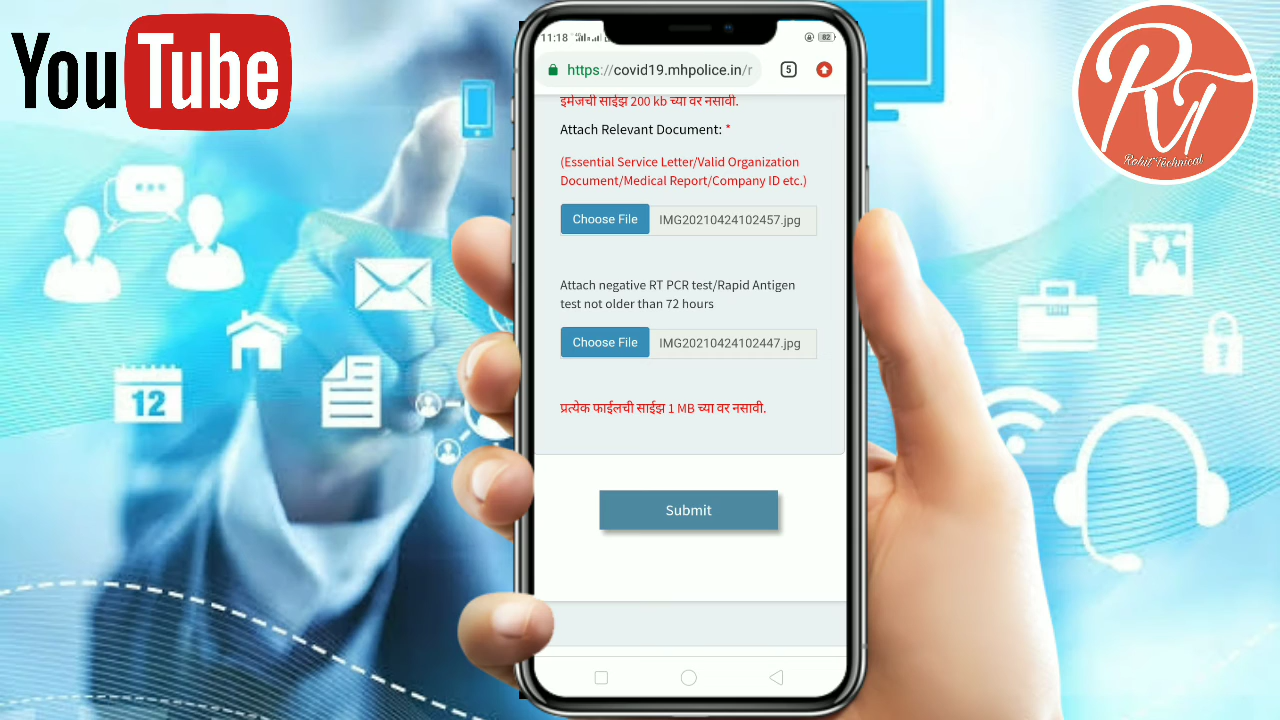 YouTube
RT
Rohit Technical
11:18
82
https://covid19.mhpolice.in/r
5
इमेजची साईझ 200 kb च्या वर नसावी.
Attach Relevant Document: *
(Essential Service Letter/Valid Organization
Document/Medical Report/Company ID etc.)
Choose File IMG20210424102457.jpg
Attach negative RT PCR test/Rapid Antigen
test not older than 72 hours
Choose File IMG20210424102447.jpg
प्रत्येक फाईलची साईझ 1 MB च्या वर नसावी.
Submit
12